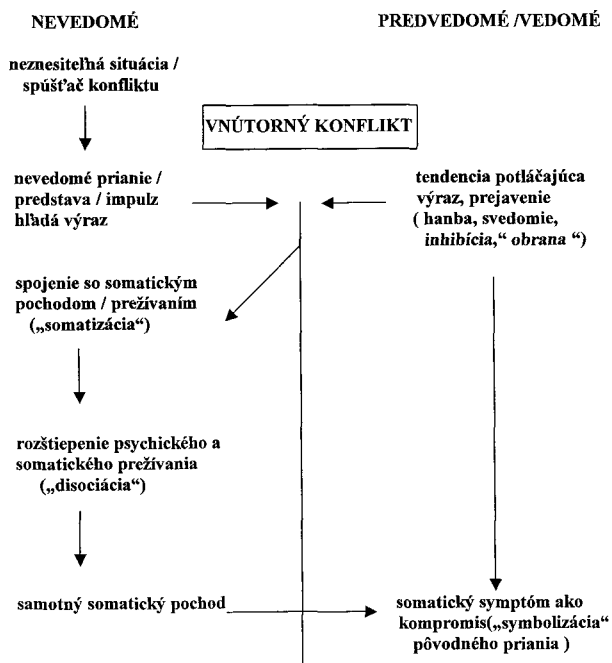 NEVEDOMÉ
PREDVEDOMÉ /VEDOMÉ
neznesiteľná situácia /
spúšťač konfliktu
VNÚTORNÝ KONFLIKT
nevedomé prianie /
predstava / impulz
hľadá výraz
tendencia potláčajúca
výraz, prejavenie
( hanba, svedomie,
inhibícia,“ obrana “)
spojenie so somatickým
pochodom / prežívaním
(„somatizácia“)
rozštiepenie psychického a
somatického prežívania
(„disociácia“)
samotný somatický pochod
somatický symptóm ako
kompromis(„symbolizácia“
pôvodného priania )